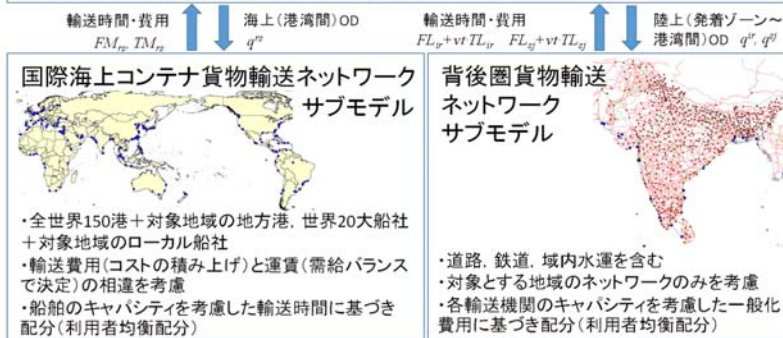 輸送時間・費用
FM_rs, TM_rs
海上(港湾間)OD
q^rs
輸送時間・費用
FL_ir+vt・TL_ir FL_sj+vt・TL_sj
陸上(発着ゾーン~
港湾間)OD q^ir, q^sj
国際海上コンテナ貨物輸送ネットワーク
サブモデル
・全世界150港+対象地域の地方港,世界20大船社
+対象地域のローカル船社
・輸送費用(コストの積み上げ)と運賃(需給バランス
で決定)の相違を考慮
・船舶のキャパシティを考慮した輸送時間に基づき
配分(利用者均衡配分)
背後圏貨物輸送
ネットワーク
サブモデル
・道路,鉄道,域内水運を含む
・対象とする地域のネットワークのみを考慮
・各輸送機関のキャパシティを考慮した一般化
費用に基づき配分(利用者均衡配分)